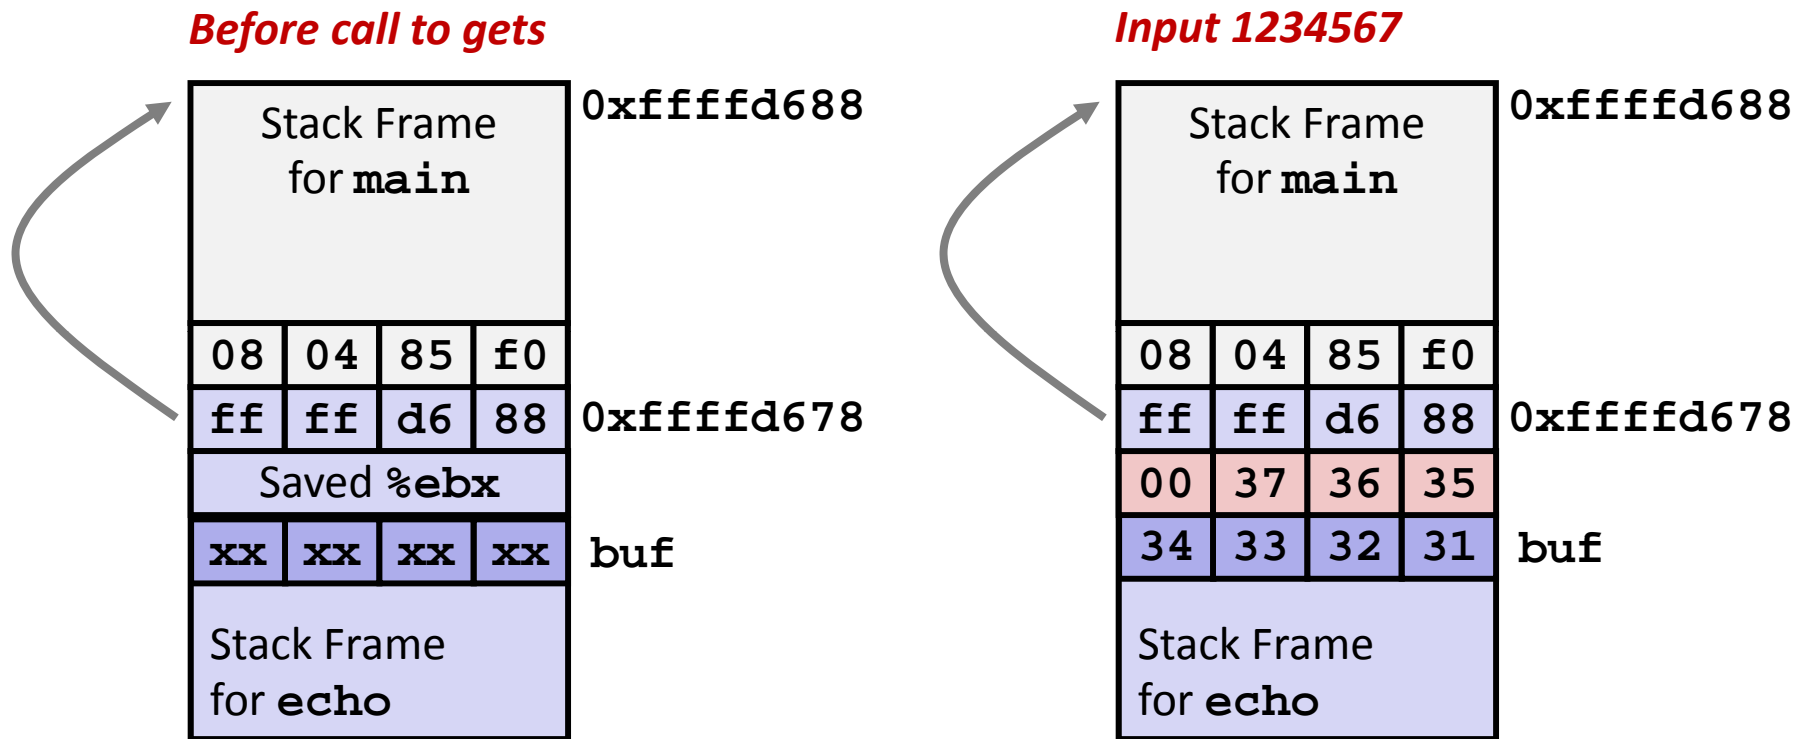 Before call to gets
Stack Frame
for main
0xffffd688
08 04 85 f0
ff ff d6 88
0xffffd678
Saved %ebx
xx xx xx xx
buf
Stack Frame
for echo
Input 1234567
Stack Frame
for main
0xffffd688
08 04 85 f0
ff ff d6 88
0xffffd678
00 37 36 35
34 33 32 31
buf
Stack Frame
for echo